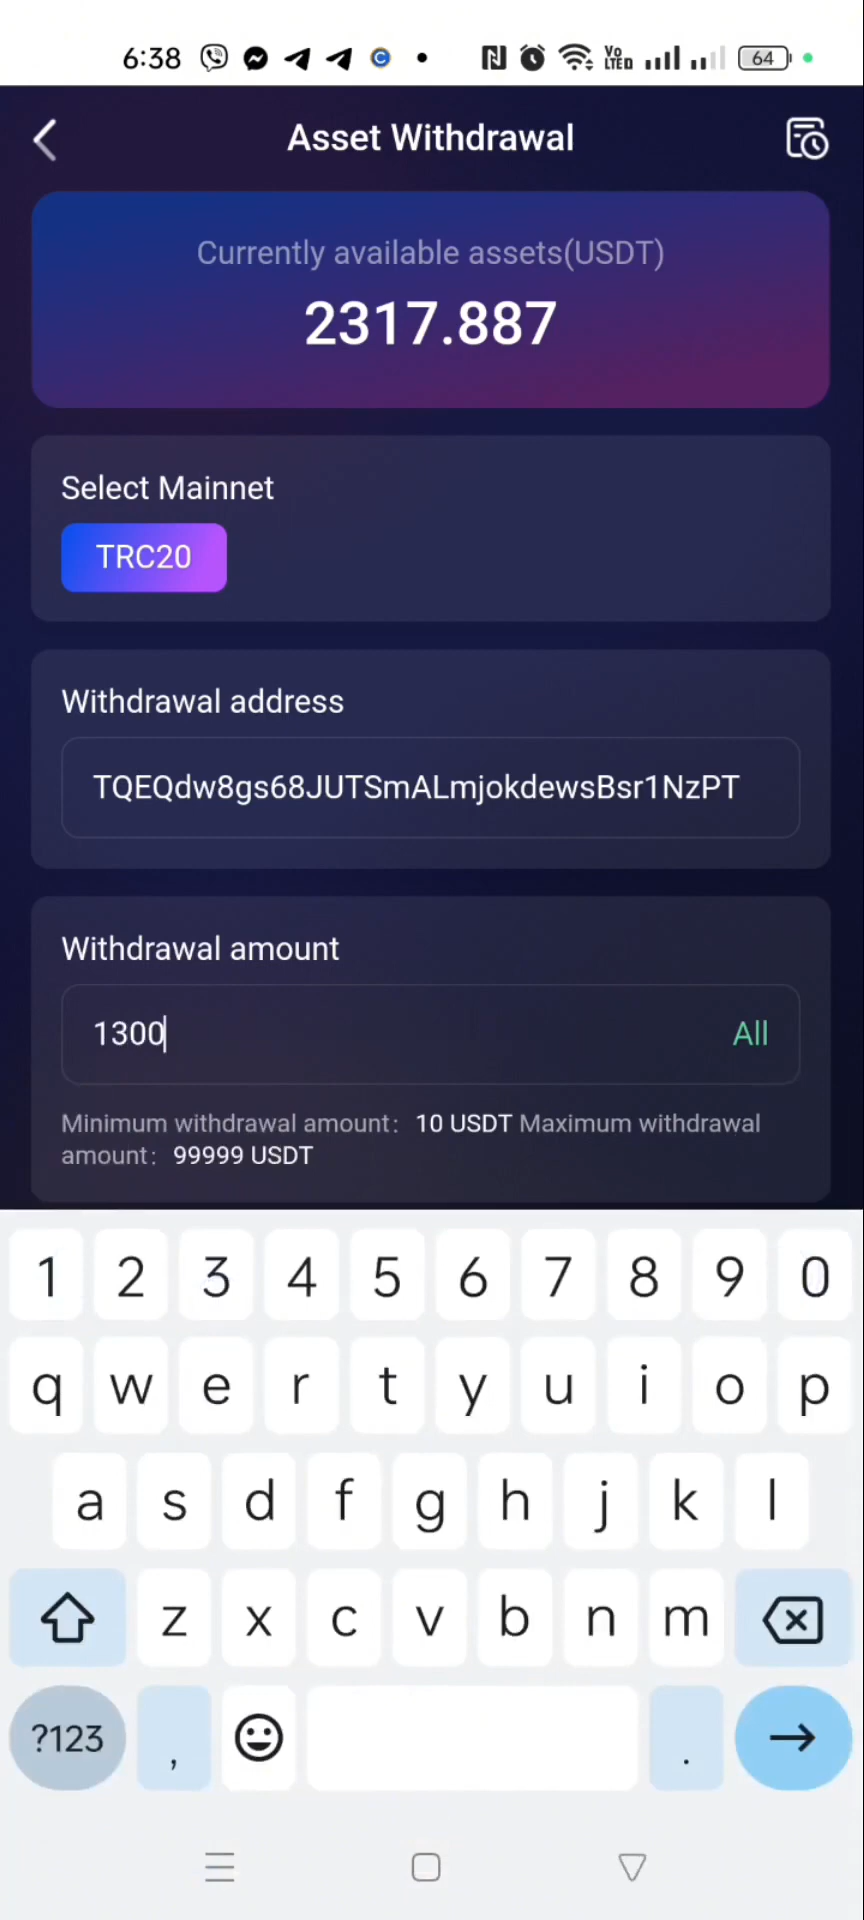 6:38 Vo LTED 64
Asset Withdrawal
Currently available assets(USDT)
2317.887
Select Mainnet
TRC20
Withdrawal address
TQEQdw8gs68JUTSmALmjokdewsBsr1NzPT
Withdrawal amount
1300 All
Minimum withdrawal amount: 10 USDT Maximum withdrawal
amount: 99999 USDT
1 2 3 4 5 6 7 8 9 0
q w e r t y u i o p
a s d f g h j k l
z x c v b n m
?123 , .